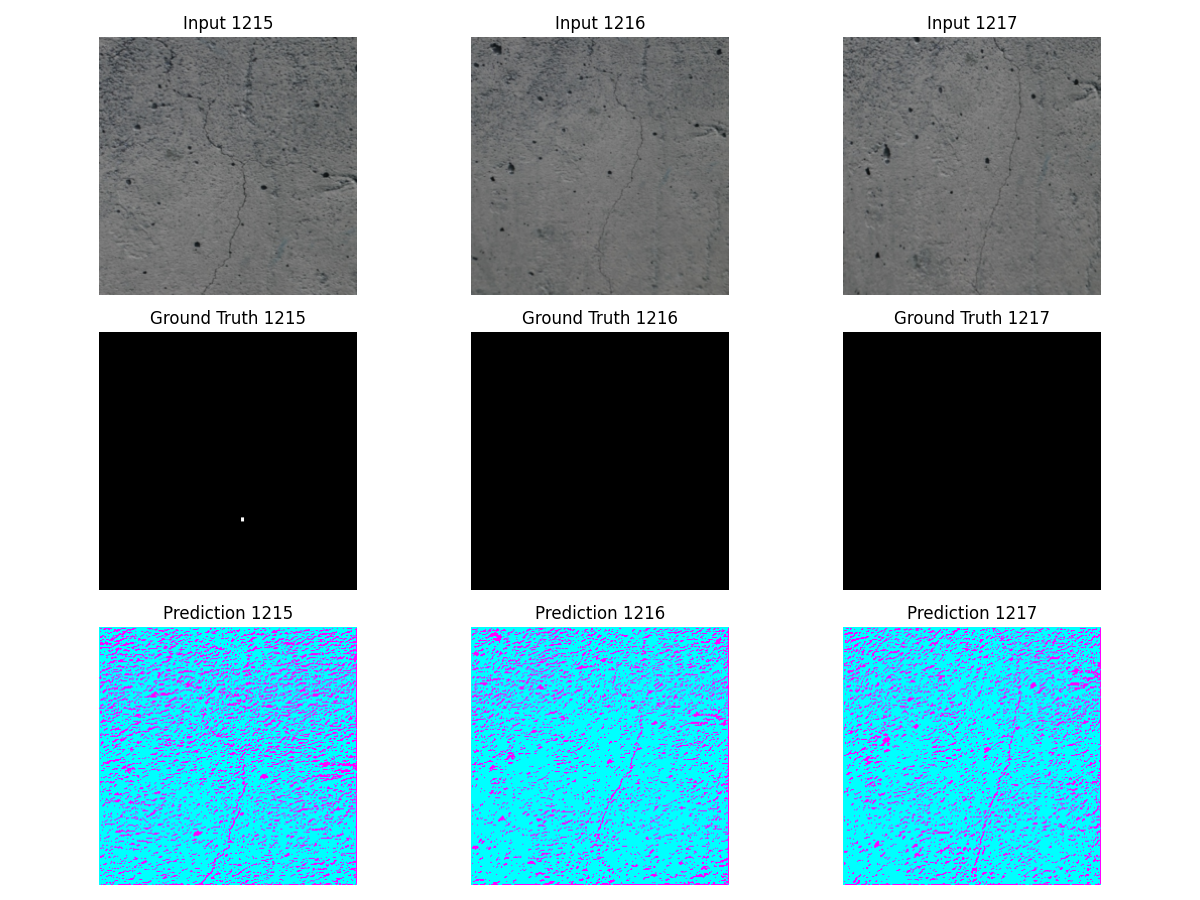 Input 1215
Input 1216
Input 1217
Ground Truth 1215
Ground Truth 1216
Ground Truth 1217
Prediction 1215
Prediction 1216
Prediction 1217